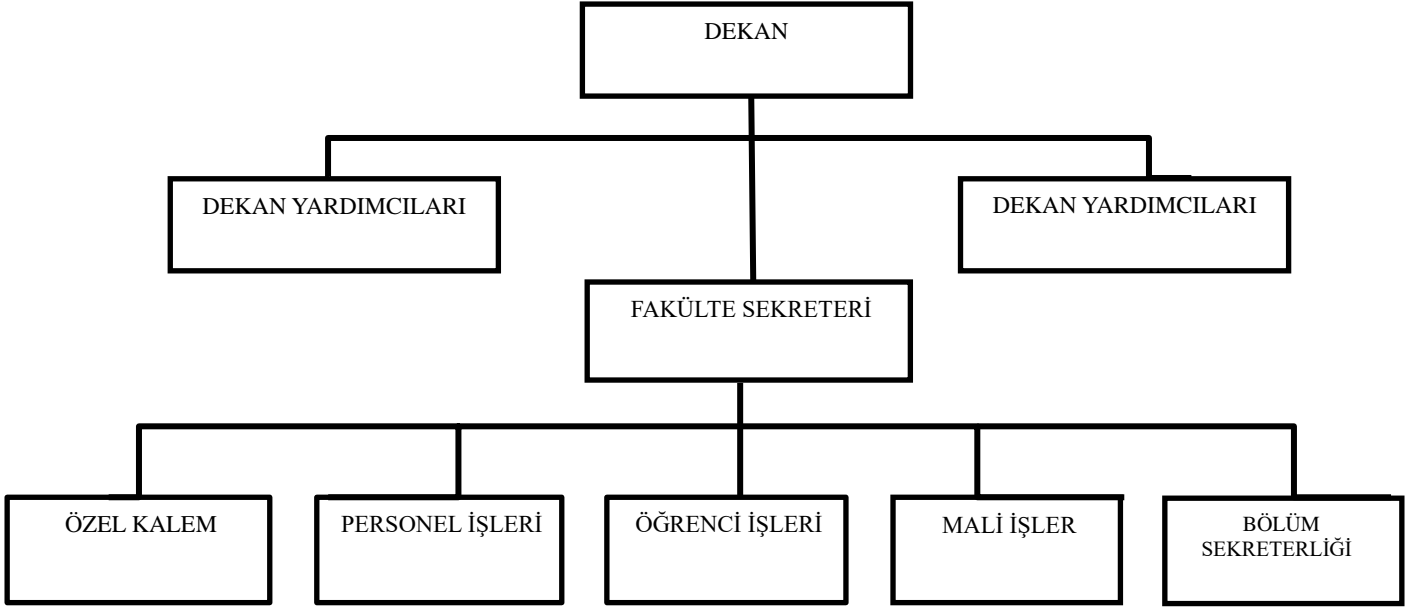 DEKAN
DEKAN YARDIMCILARI
DEKAN YARDIMCILARI
FAKÜLTE SEKRETERİ
ÖZEL KALEM
PERSONEL İŞLERİ
ÖĞRENCİ İŞLERİ
MALİ İŞLER
BÖLÜM
SEKRETERLİĞİ